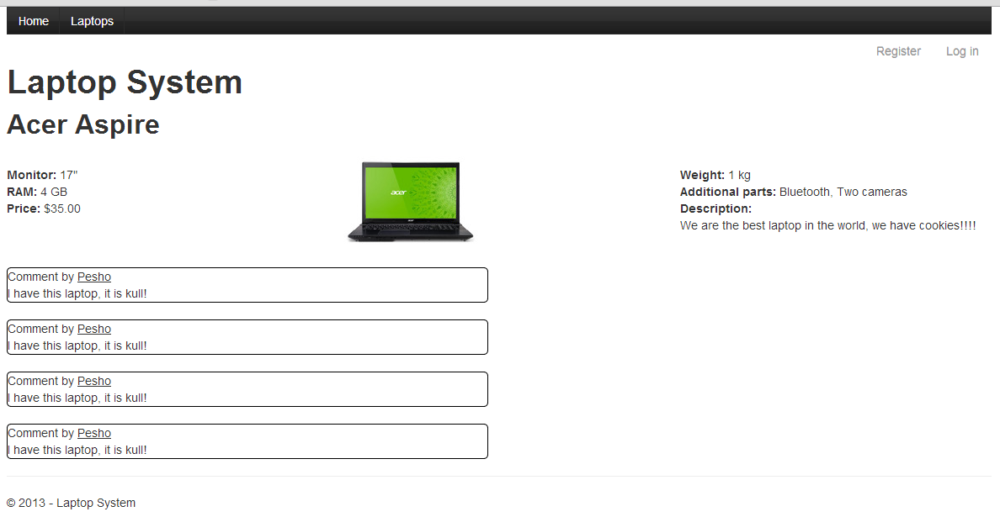 Home Laptops
Register Log in
Laptop System
Acer Aspire
Monitor: 17"
RAM: 4 GB
Price: $35.00
acer
Weight: 1 kg
Additional parts: Bluetooth, Two cameras
Description:
We are the best laptop in the world, we have cookies!!!!
Comment by Pesho
I have this laptop, it is kull!
Comment by Pesho
I have this laptop, it is kull!
Comment by Pesho
I have this laptop, it is kull!
Comment by Pesho
I have this laptop, it is kull!
© 2013 - Laptop System